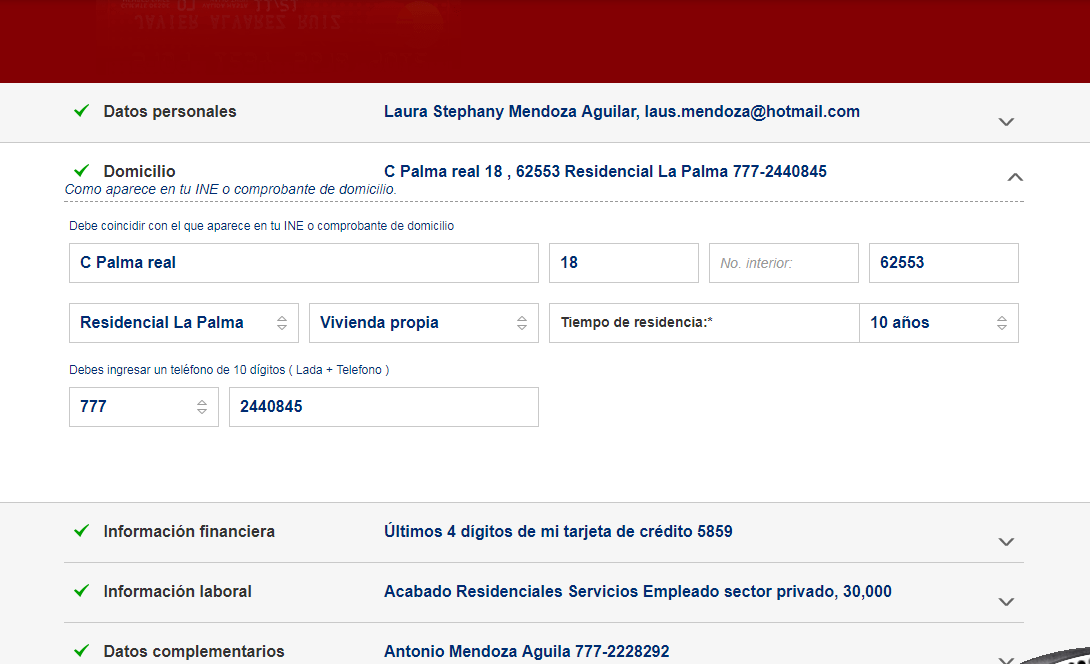 JAVIER ALVAREZ RUIZ
Datos personales Laura Stephany Mendoza Aguilar, laus.mendoza@hotmail.com
Domicilio C Palma real 18 , 62553 Residencial La Palma 777-2440845
Como aparece en tu INE o comprobante de domicilio.
Debe coincidir con el que aparece en tu INE o comprobante de domicilio
C Palma real 18 No. interior: 62553
Residencial La Palma Vivienda propia Tiempo de residencia:* 10 años
Debes ingresar un teléfono de 10 dígitos ( Lada + Telefono )
777 2440845
Información financiera Últimos 4 dígitos de mi tarjeta de crédito 5859
Información laboral Acabado Residenciales Servicios Empleado sector privado, 30,000
Datos complementarios Antonio Mendoza Aguila 777-2228292